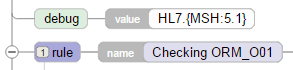 debug value HL7.{MSH:5.1}
1 rule name Checking ORM_O01